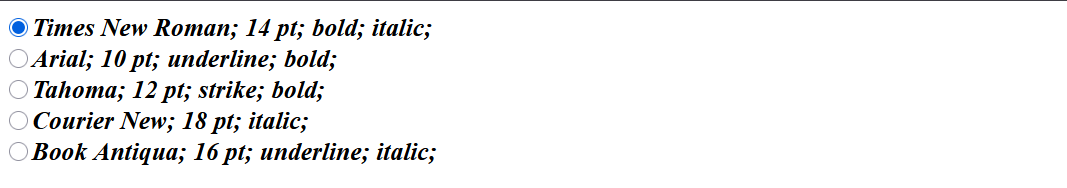 Times New Roman; 14 pt; bold; italic;
Arial; 10 pt; underline; bold;
Tahoma; 12 pt; strike; bold;
Courier New; 18 pt; italic;
Book Antiqua; 16 pt; underline; italic;